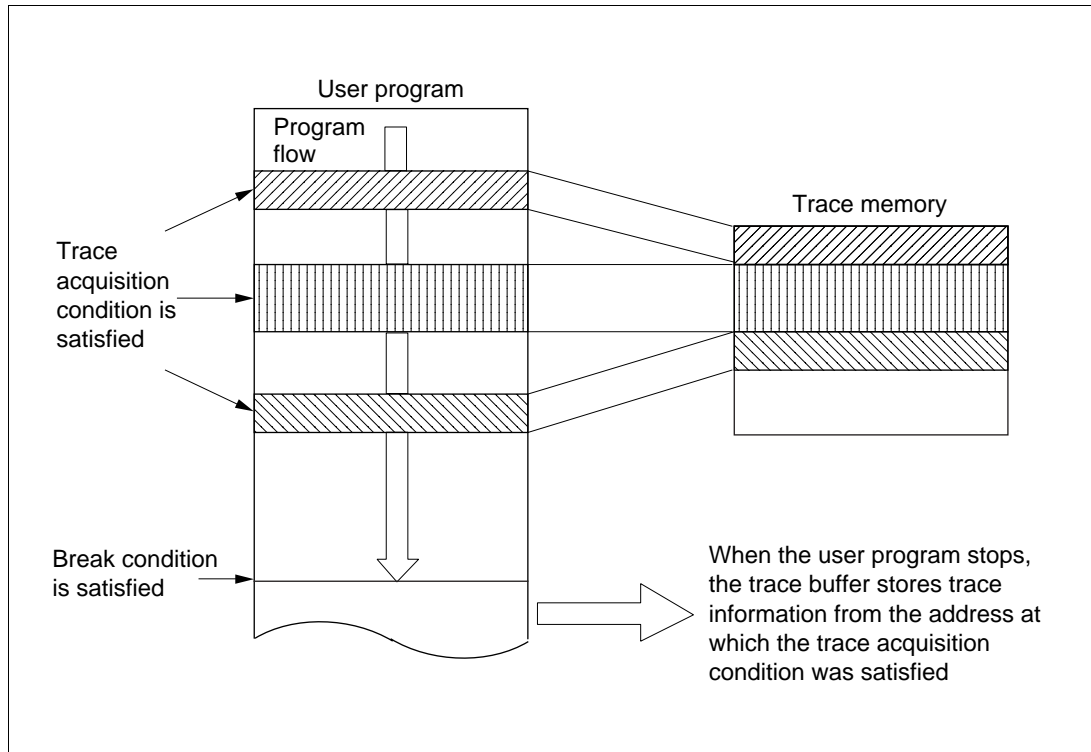 User program
Program
flow
Trace memory
Trace
acquisition
condition is
satisfied
Break condition
is satisfied
When the user program stops,
the trace buffer stores trace
information from the address at
which the trace acquisition
condition was satisfied